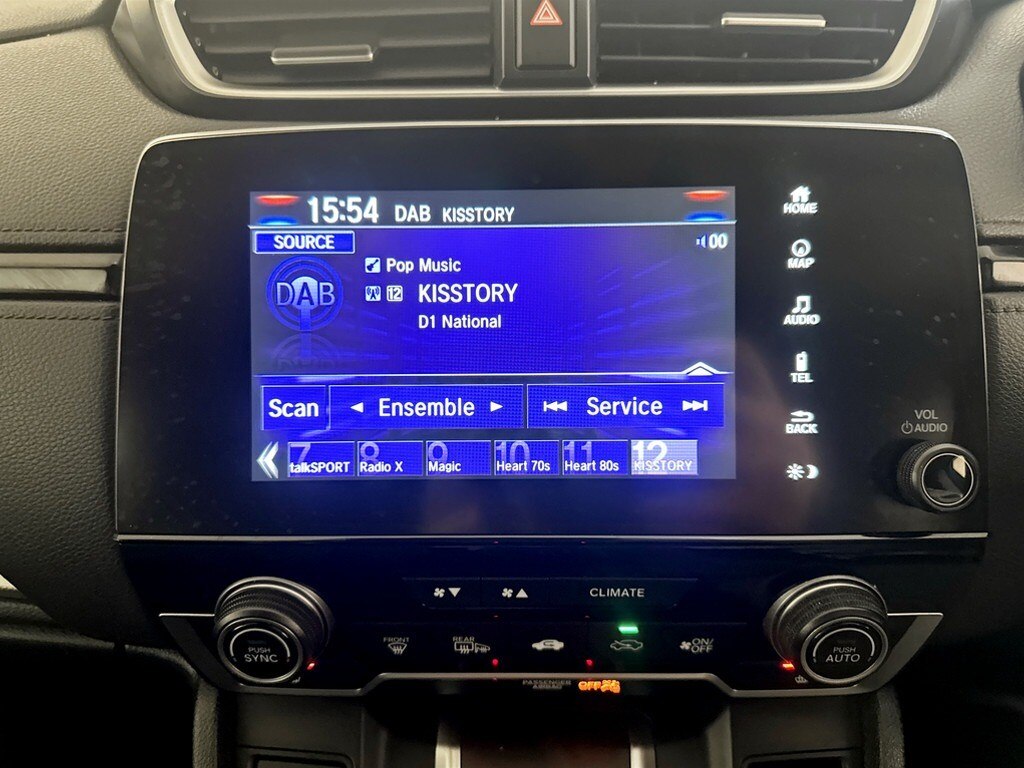 15:54 DAB KISSTORY
SOURCE
00
DAB
Pop Music
12 KISSTORY
D1 National
Scan
Ensemble
Service
7 talkSPORT
8 Radio X
9 Magic
10 Heart 70s
11 Heart 80s
12 KISSTORY
HOME
MAP
AUDIO
TEL
BACK
VOL
AUDIO
CLIMATE
PUSH
SYNC
FRONT
REAR
ON/
OFF
PUSH
AUTO
PASSENGER
AIRBAG
OFF